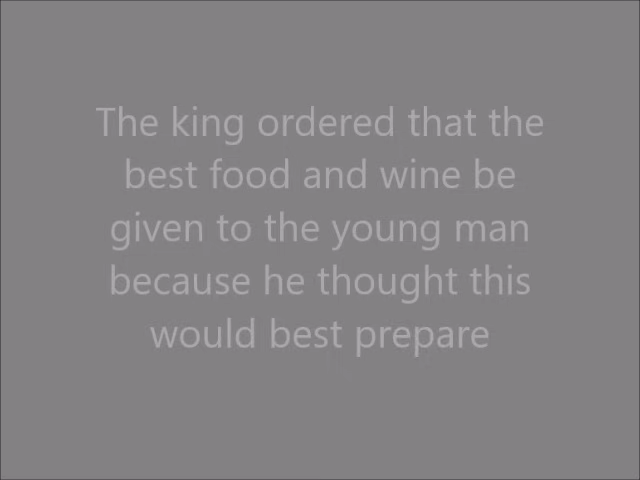 The king ordered that the
best food and wine be
given to the young man
because he thought this
would best prepare